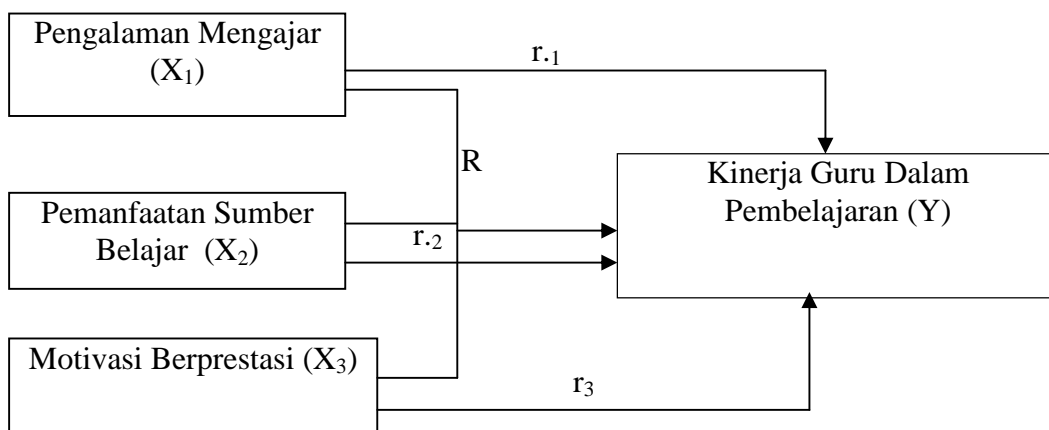 Pengalaman Mengajar
(X₁)
r.₁
R
Kinerja Guru Dalam
Pembelajaran (Y)
Pemanfaatan Sumber
Belajar (X₂)
r.₂
Motivasi Berprestasi (X₃)
r₃